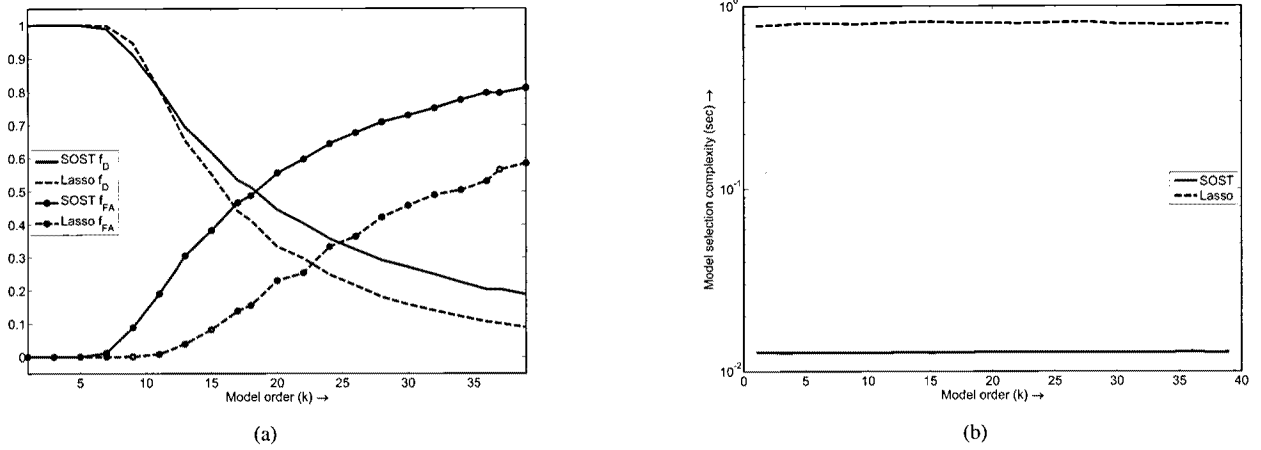 1
0.9
0.8
0.7
0.6
0.5
0.4
0.3
0.2
0.1
0
SOST f_D
Lasso f_D
SOST f_FA
Lasso f_FA
5 10 15 20 25 30 35
Model order (k) →
(a)
10^0
10^-1
10^-2
Model selection complexity (sec) →
SOST
Lasso
0 5 10 15 20 25 30 35 40
Model order (k) →
(b)